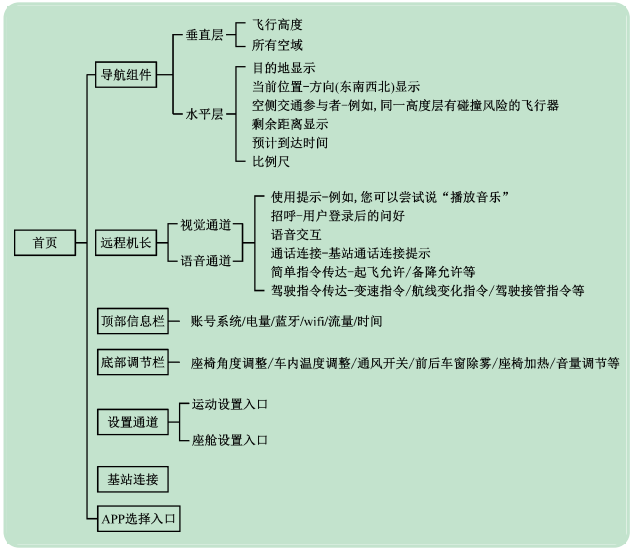 首页
导航组件
垂直层
飞行高度
所有空域
水平层
目的地显示
当前位置-方向(东南西北)显示
空侧交通参与者-例如,同一高度层有碰撞风险的飞行器
剩余距离显示
预计到达时间
比例尺
远程机长
视觉通道
语音通道
使用提示-例如,您可以尝试说“播放音乐”
招呼-用户登录后的问好
语音交互
通话连接-基站通话连接提示
简单指令传达-起飞允许/备降允许等
驾驶指令传达-变速指令/航线变化指令/驾驶接管指令等
顶部信息栏
账号系统/电量/蓝牙/wifi/流量/时间
底部调节栏
座椅角度调整/车内温度调整/通风开关/前后车窗除雾/座椅加热/音量调节等
设置通道
运动设置入口
座舱设置入口
基站连接
APP选择入口